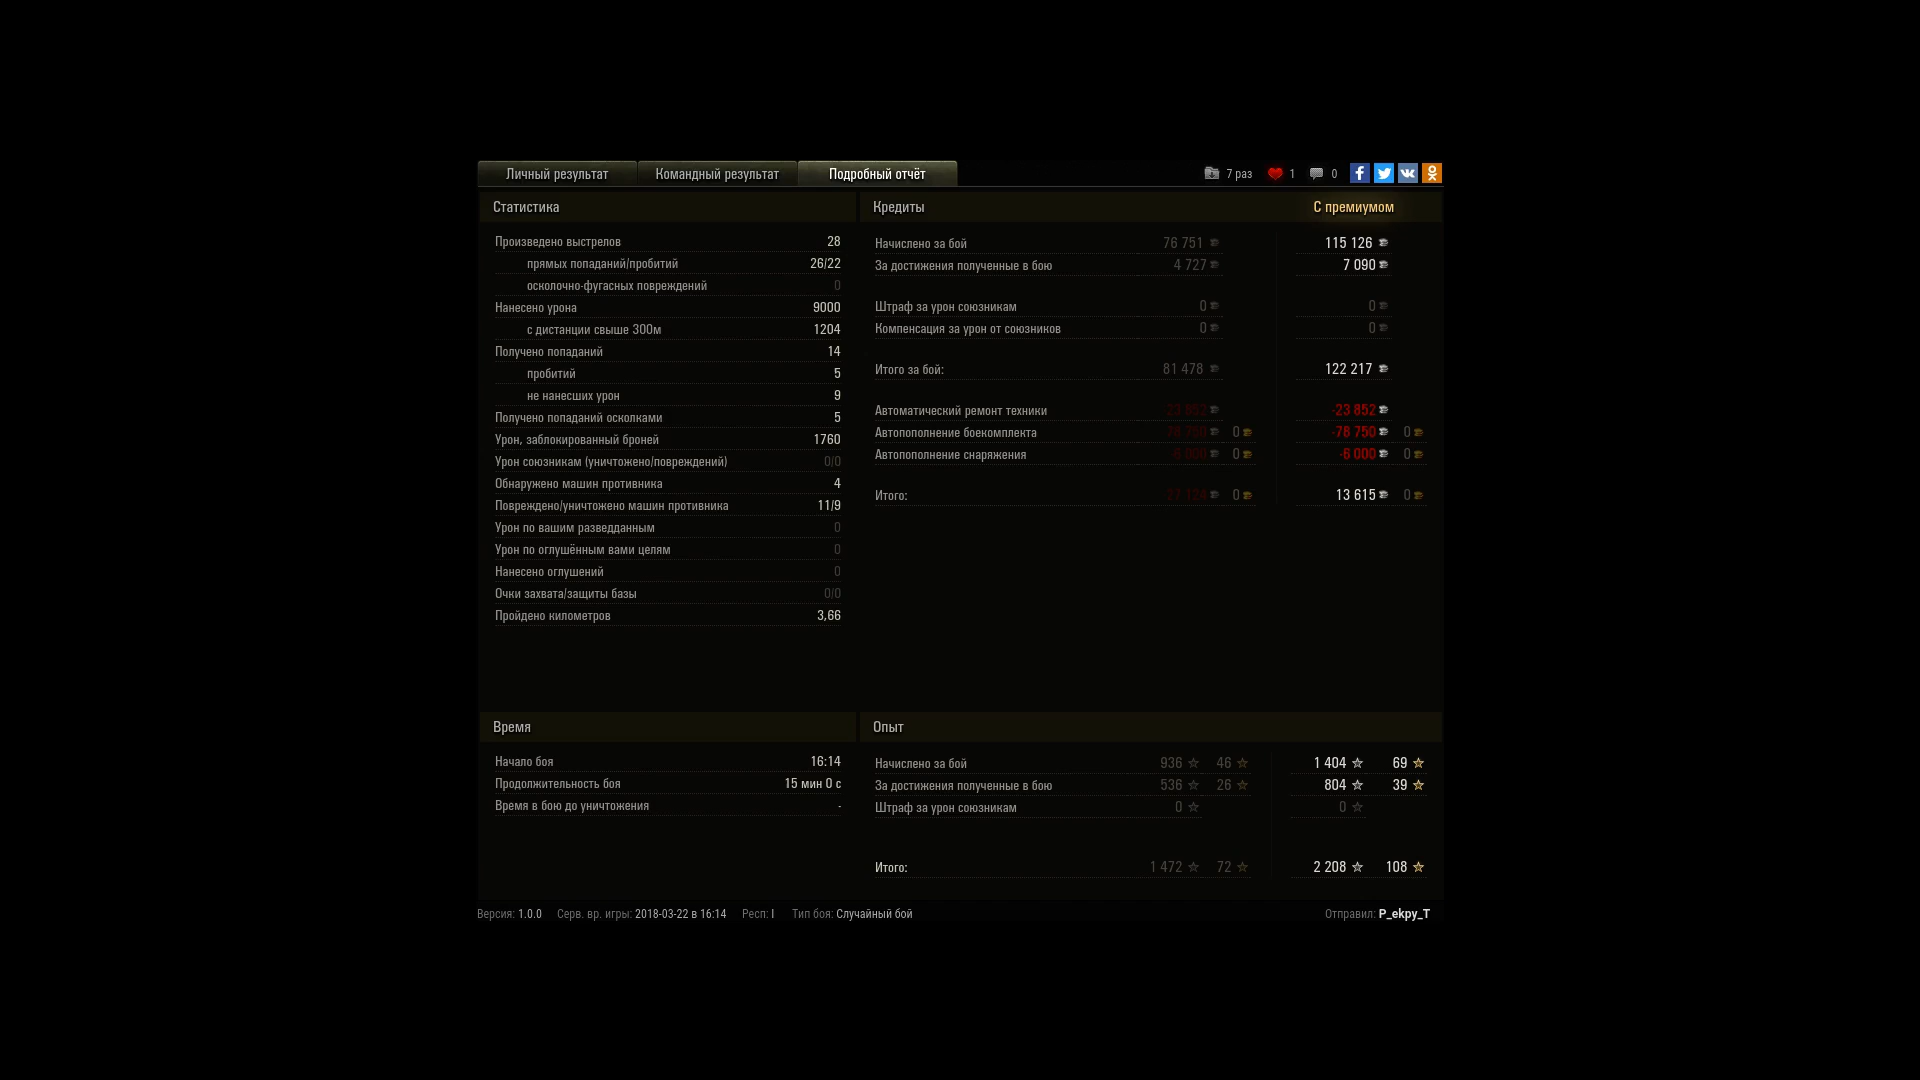 Личный результат Командный результат Подробный отчёт 7 раз 1 0
Статистика
Произведено выстрелов 28
прямых попаданий/пробитий 26/22
осколочно-фугасных повреждений 0
Нанесено урона 9000
с дистанции свыше 300м 1204
Получено попаданий 14
пробитий 5
не нанесших урон 9
Получено попаданий осколками 5
Урон, заблокированный броней 1760
Урон союзникам (уничтожено/повреждений) 0/0
Обнаружено машин противника 4
Повреждено/уничтожено машин противника 11/9
Урон по вашим разведданным 0
Урон по оглушённым вами целям 0
Нанесено оглушений 0
Очки захвата/защиты базы 0/0
Пройдено километров 3,66
Кредиты С премиумом
Начислено за бой 76 751 115 126
За достижения полученные в бою 4 727 7 090
Штраф за урон союзникам 0 0
Компенсация за урон от союзников 0 0
Итого за бой: 81 478 122 217
Автоматический ремонт техники -23 852 -23 852
Автопополнение боекомплекта -78 750 0 -78 750 0
Автопополнение снаряжения -6 000 0 -6 000 0
Итого: -27 124 0 13 615 0
Время
Начало боя 16:14
Продолжительность боя 15 мин 0 с
Время в бою до уничтожения -
Опыт
Начислено за бой 936 46 1 404 69
За достижения полученные в бою 536 26 804 39
Штраф за урон союзникам 0 0
Итого: 1 472 72 2 208 108
Версия: 1.0.0 Серв. вр. игры: 2018-03-22 в 16:14 Респ: I Тип боя: Случайный бой Отправил: P_ekpy_T